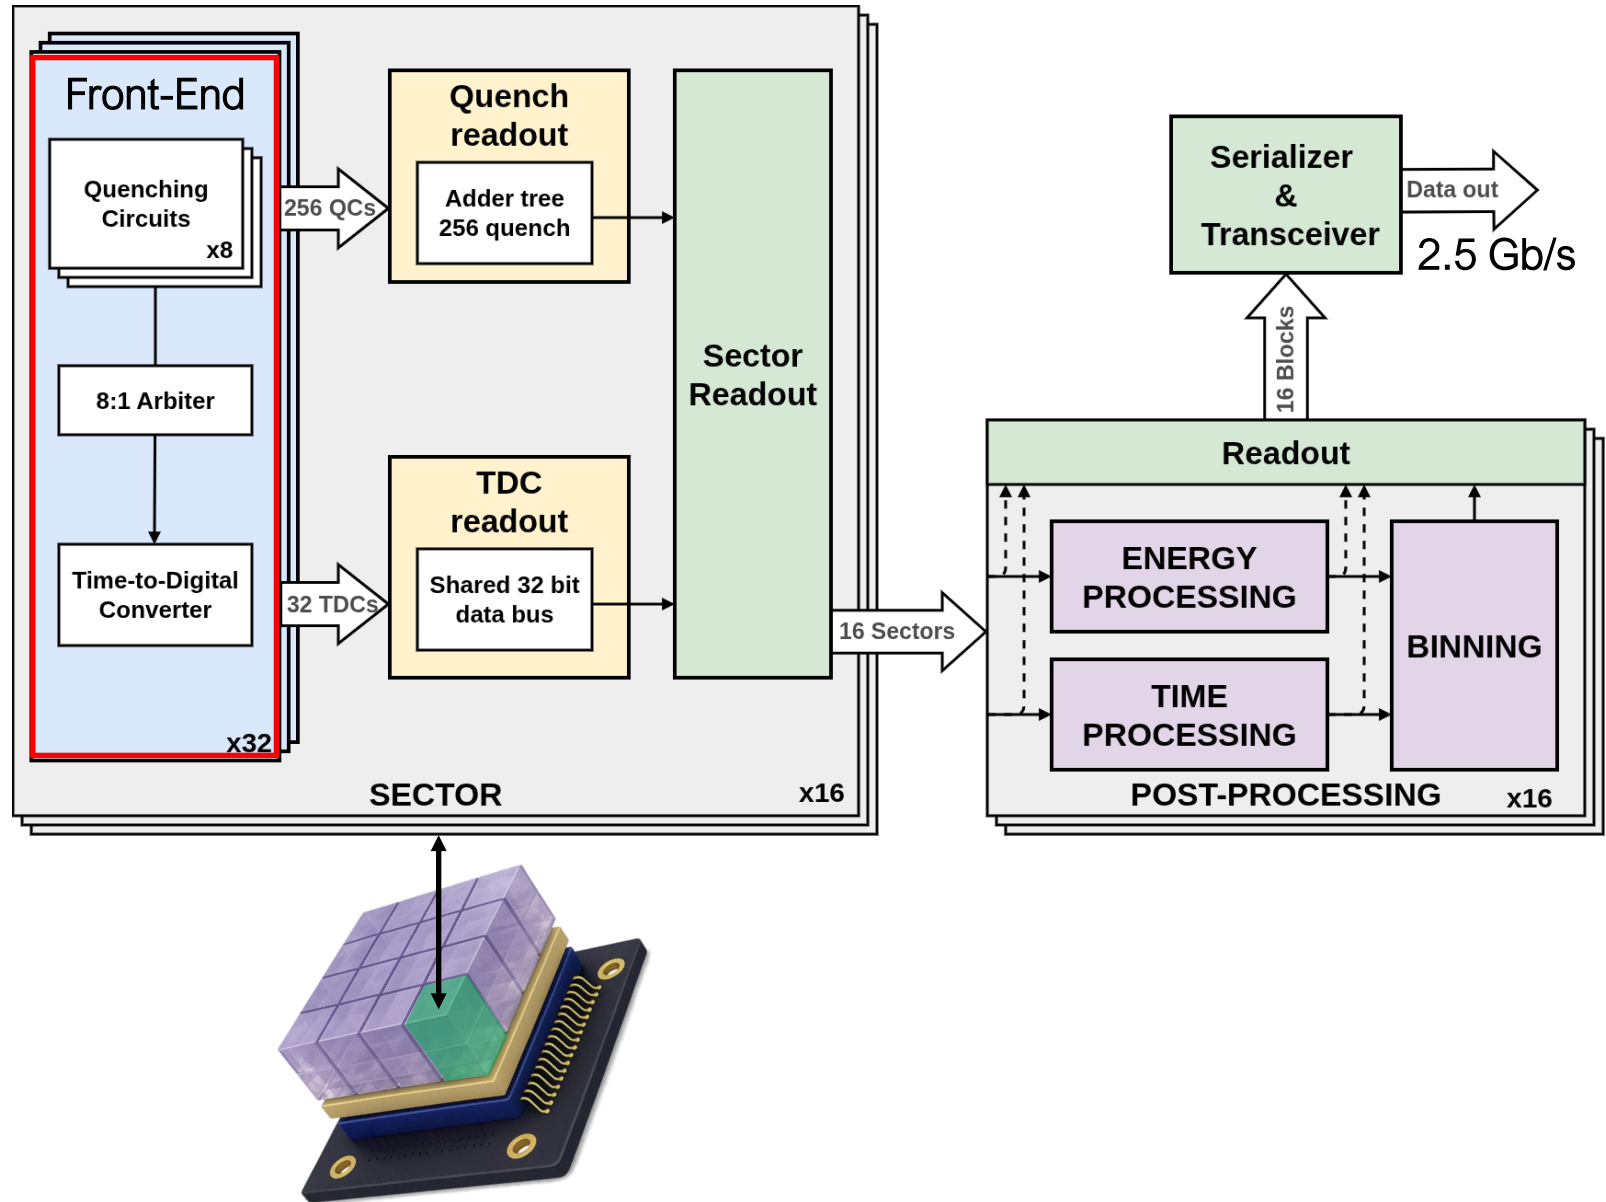 Front-End
Quenching
Circuits
x8
8:1 Arbiter
Time-to-Digital
Converter
x32
256 QCs
32 TDCs
Quench
readout
Adder tree
256 quench
TDC
readout
Shared 32 bit
data bus
Sector
Readout
SECTOR
x16
16 Sectors
Serializer
&
Transceiver
Data out
2.5 Gb/s
16 Blocks
Readout
ENERGY
PROCESSING
TIME
PROCESSING
BINNING
POST-PROCESSING
x16